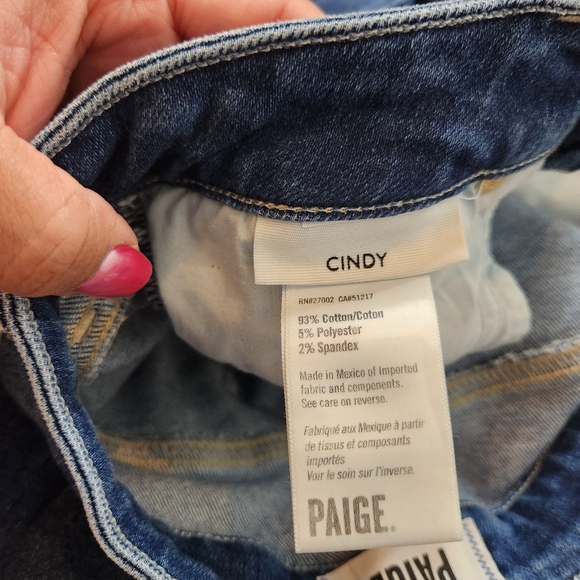 CINDY
RN#27002 CA#51217
93% Cotton/Coton
5% Polyester
2% Spandex
Made in Mexico of Imported
fabric and components.
See care on reverse.
Fabriqué aux Mexique à partir
de tissus et composants
importés
Voir le soin sur l'inverse.
PAIGE.
PAIGE